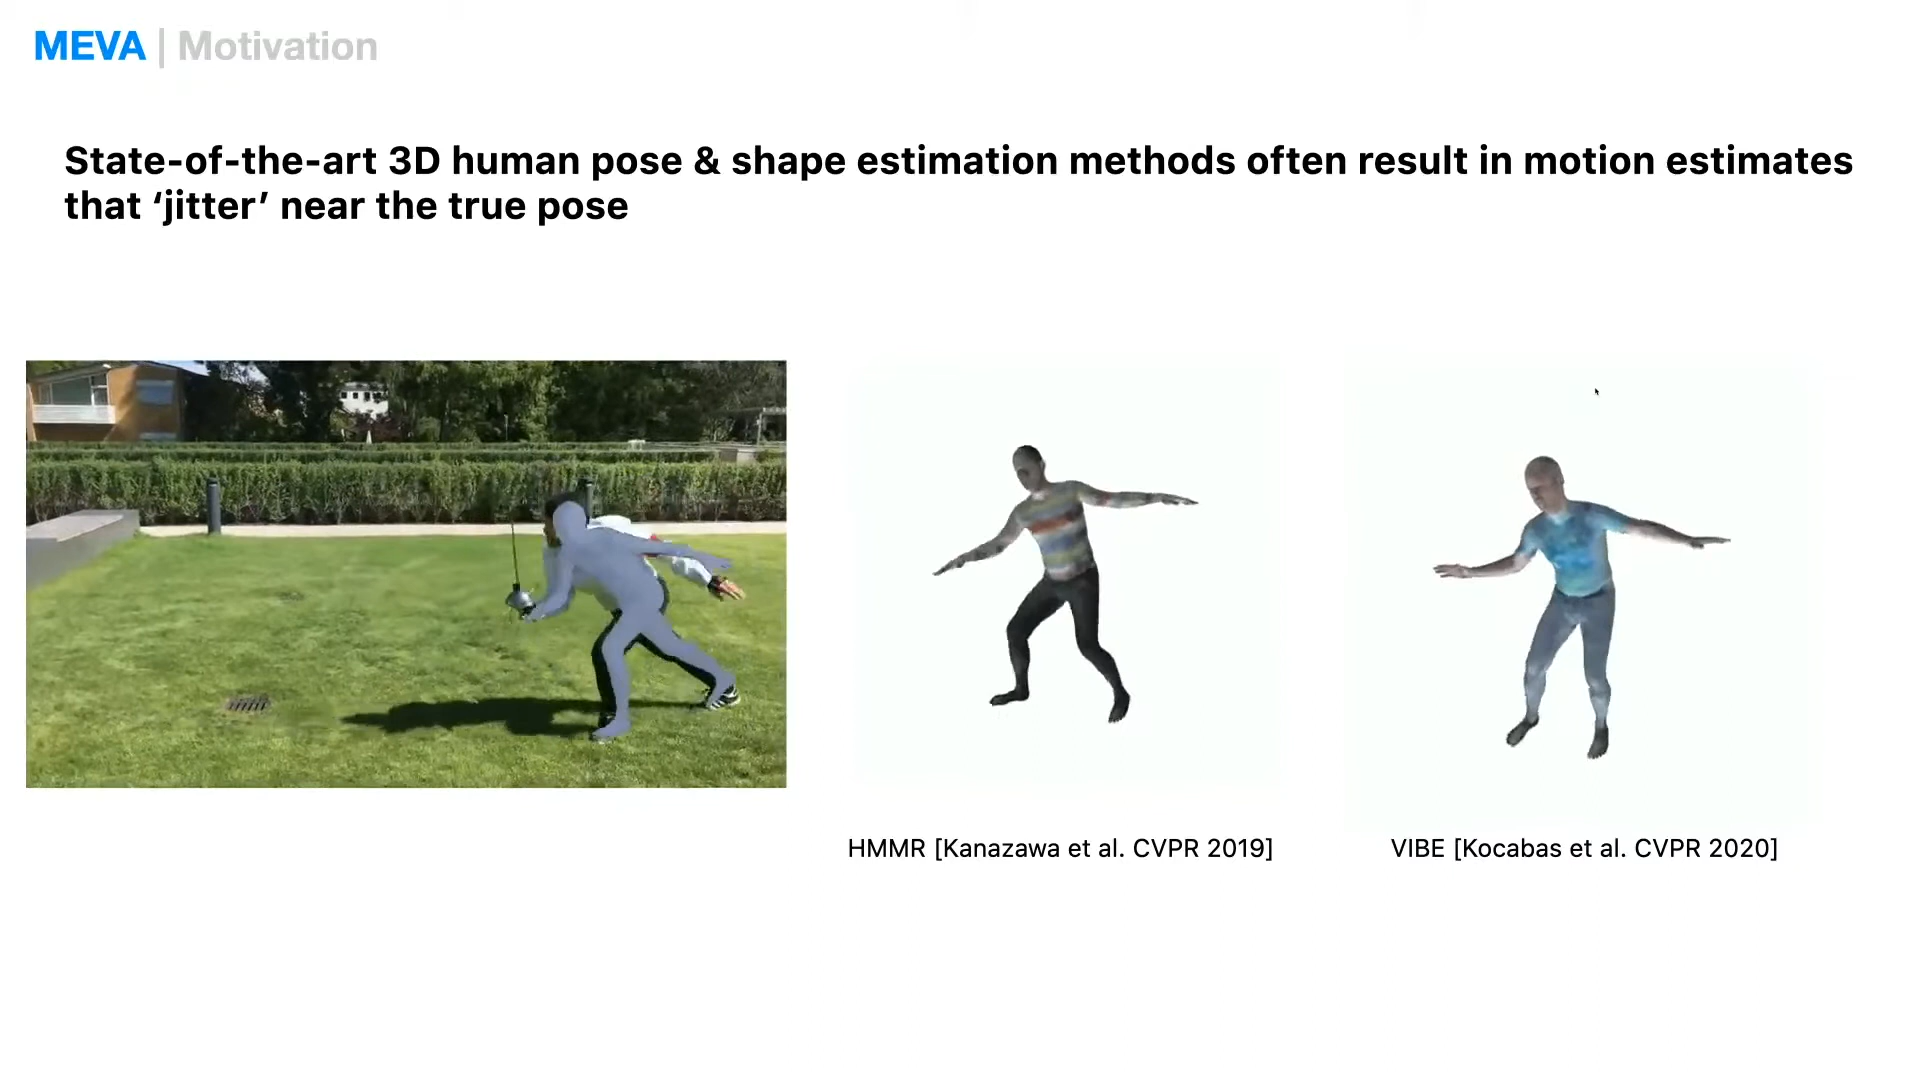 MEVA | Motivation
State-of-the-art 3D human pose & shape estimation methods often result in motion estimates
that ‘jitter’ near the true pose
HMMR [Kanazawa et al. CVPR 2019]
VIBE [Kocabas et al. CVPR 2020]